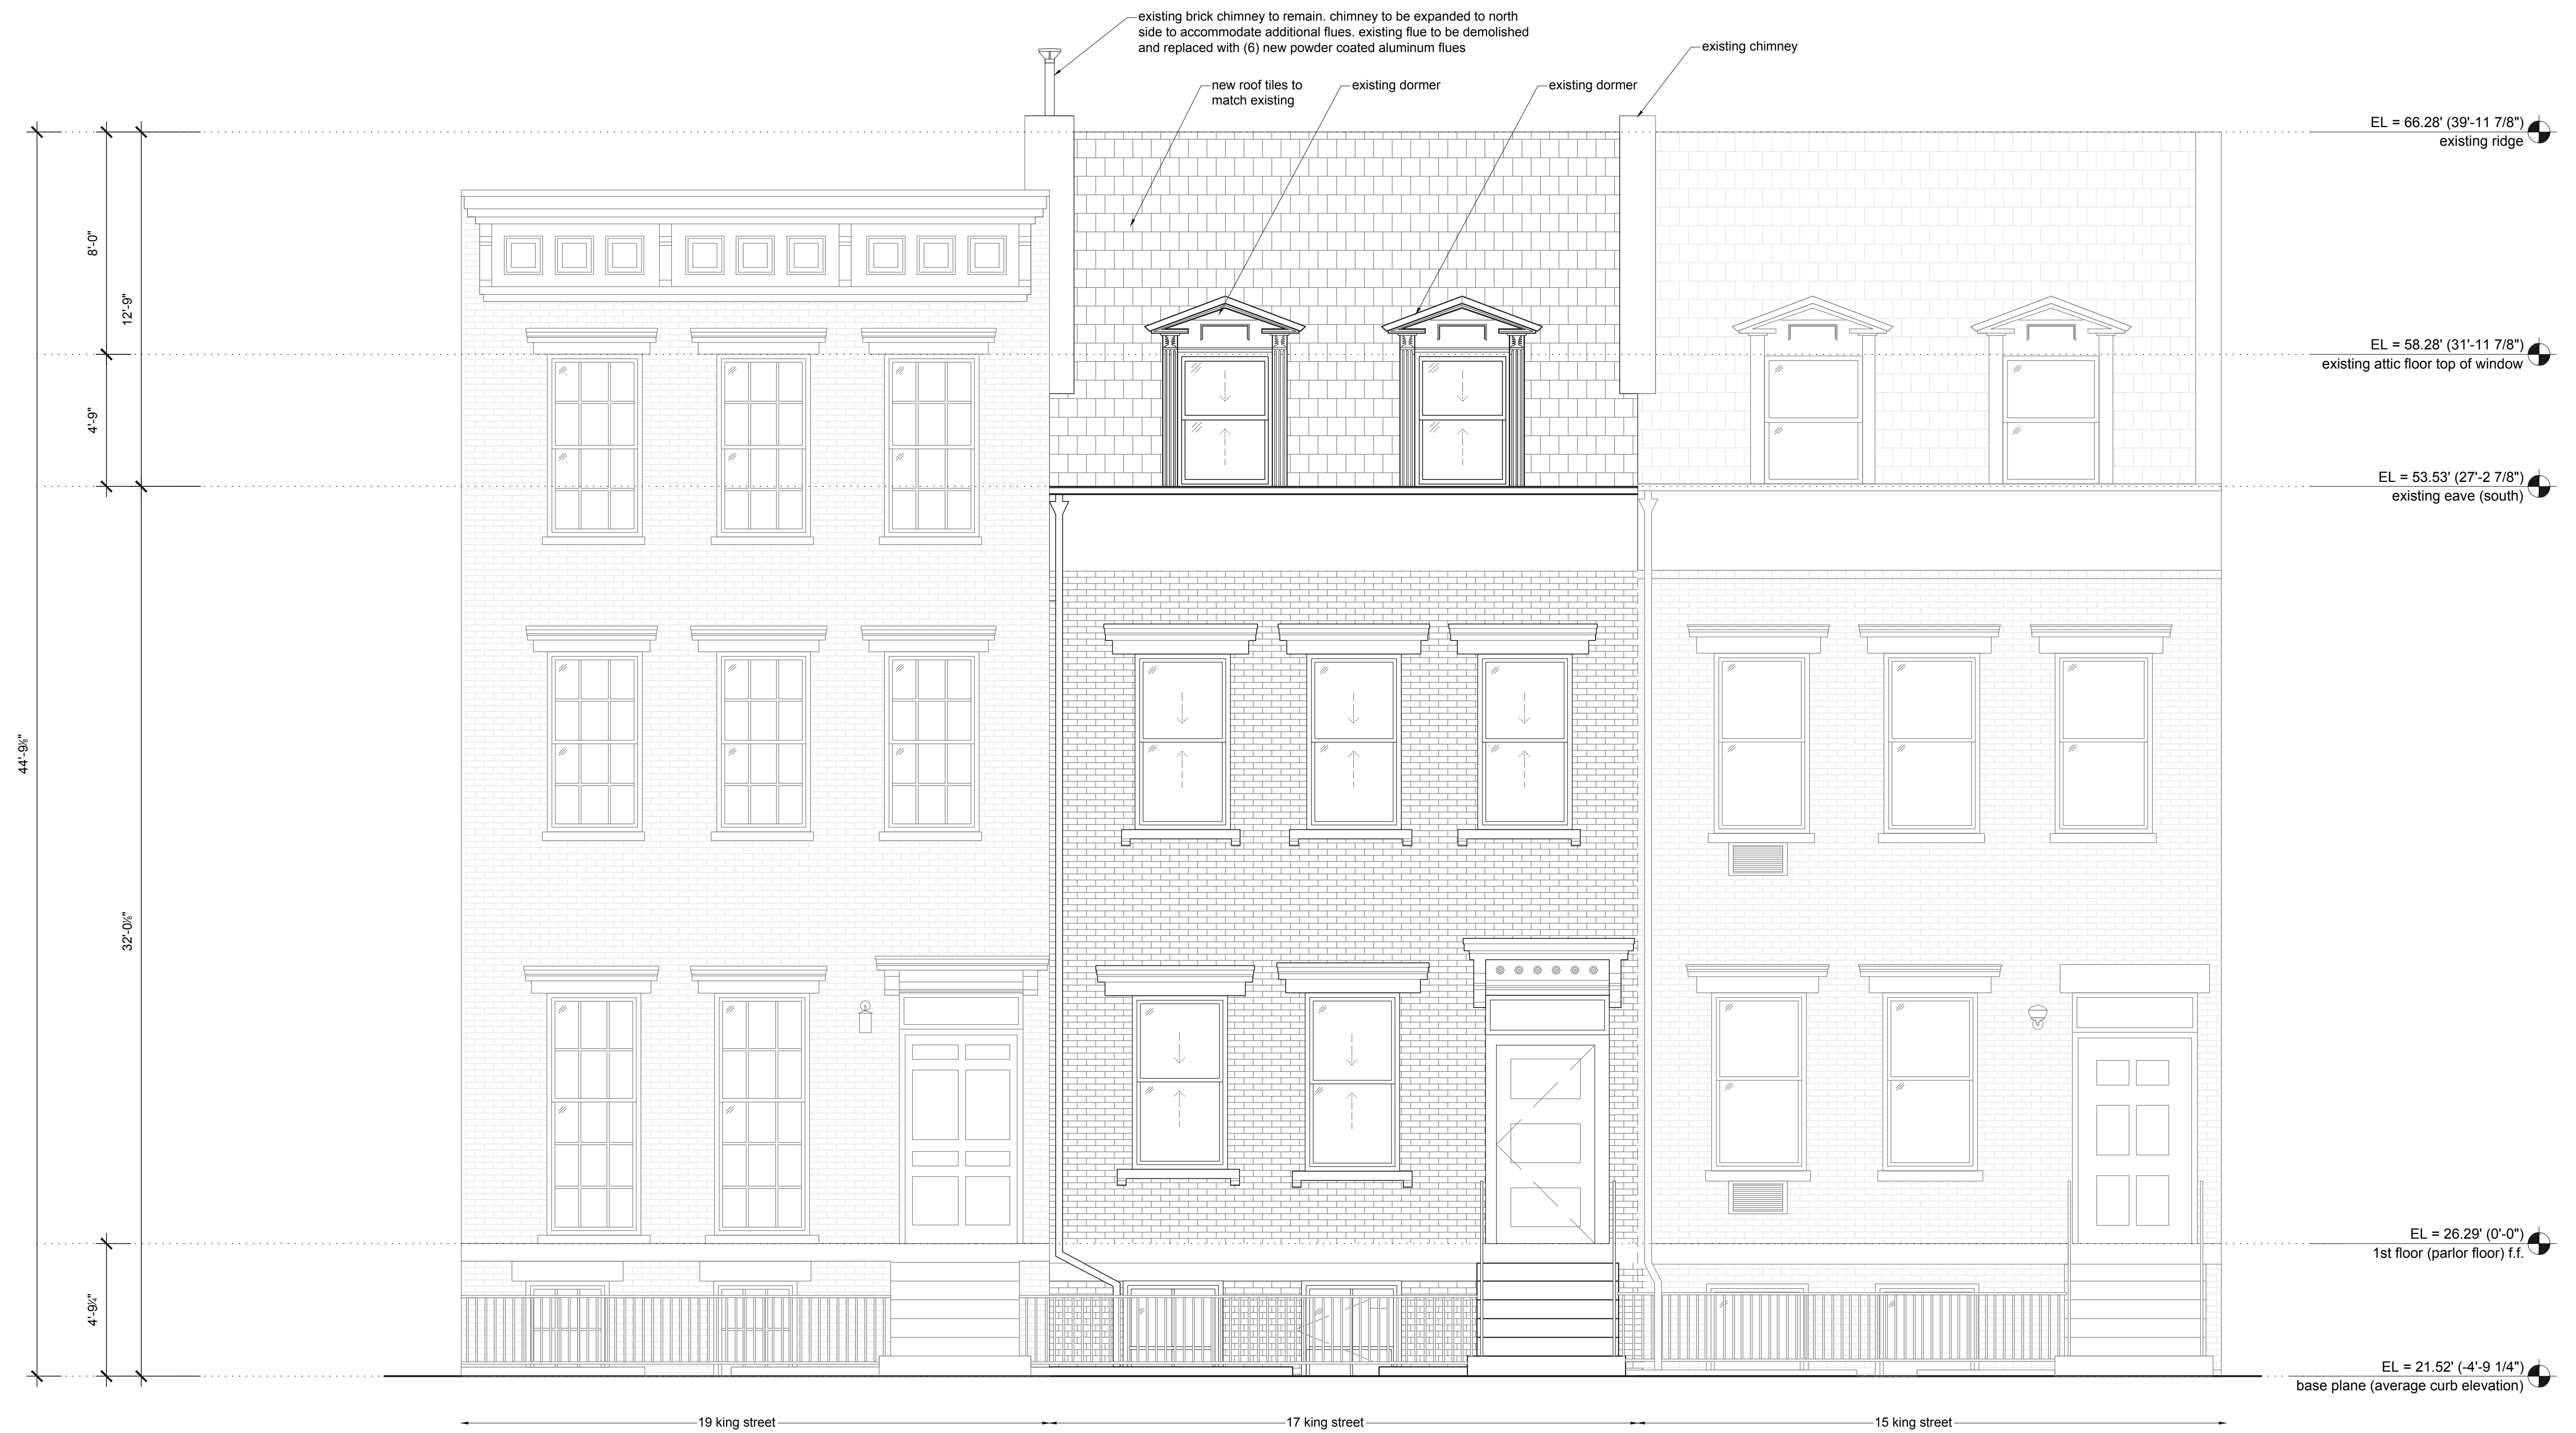 existing brick chimney to remain. chimney to be expanded to north
side to accommodate additional flues. existing flue to be demolished
and replaced with (6) new powder coated aluminum flues
existing chimney
new roof tiles to
match existing
existing dormer
existing dormer
EL = 66.28' (39'-11 7/8")
existing ridge
8'-0"
12'-9"
EL = 58.28' (31'-11 7/8")
existing attic floor top of window
4'-9"
EL = 53.53' (27'-2 7/8")
existing eave (south)
44'-9⅛"
32'-0⅛"
EL = 26.29' (0'-0")
1st floor (parlor floor) f.f.
4'-9¼"
EL = 21.52' (-4'-9 1/4")
base plane (average curb elevation)
19 king street
17 king street
15 king street